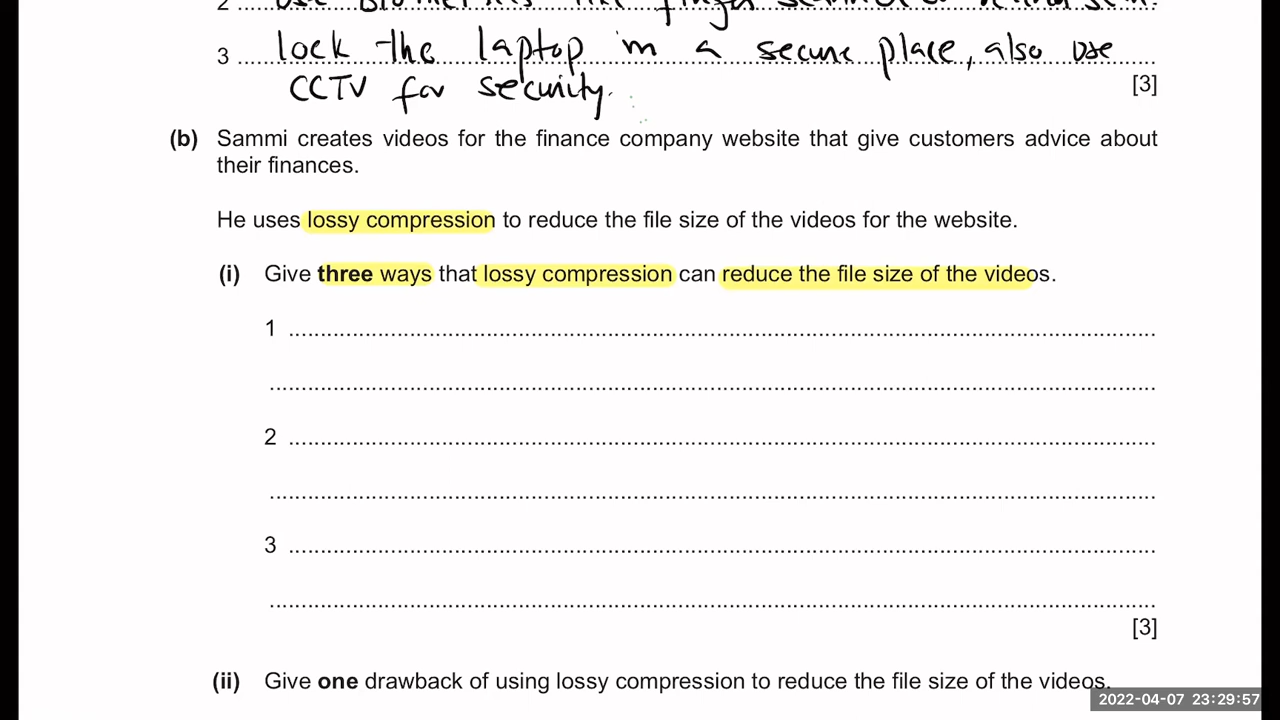 2
3 lock the laptop in a secure place, also use
CCTV for security.
[3]
(b) Sammi creates videos for the finance company website that give customers advice about
their finances.
He uses lossy compression to reduce the file size of the videos for the website.
(i) Give three ways that lossy compression can reduce the file size of the videos.
1
2
3
[3]
(ii) Give one drawback of using lossy compression to reduce the file size of the videos.
2022-04-07 23:29:57